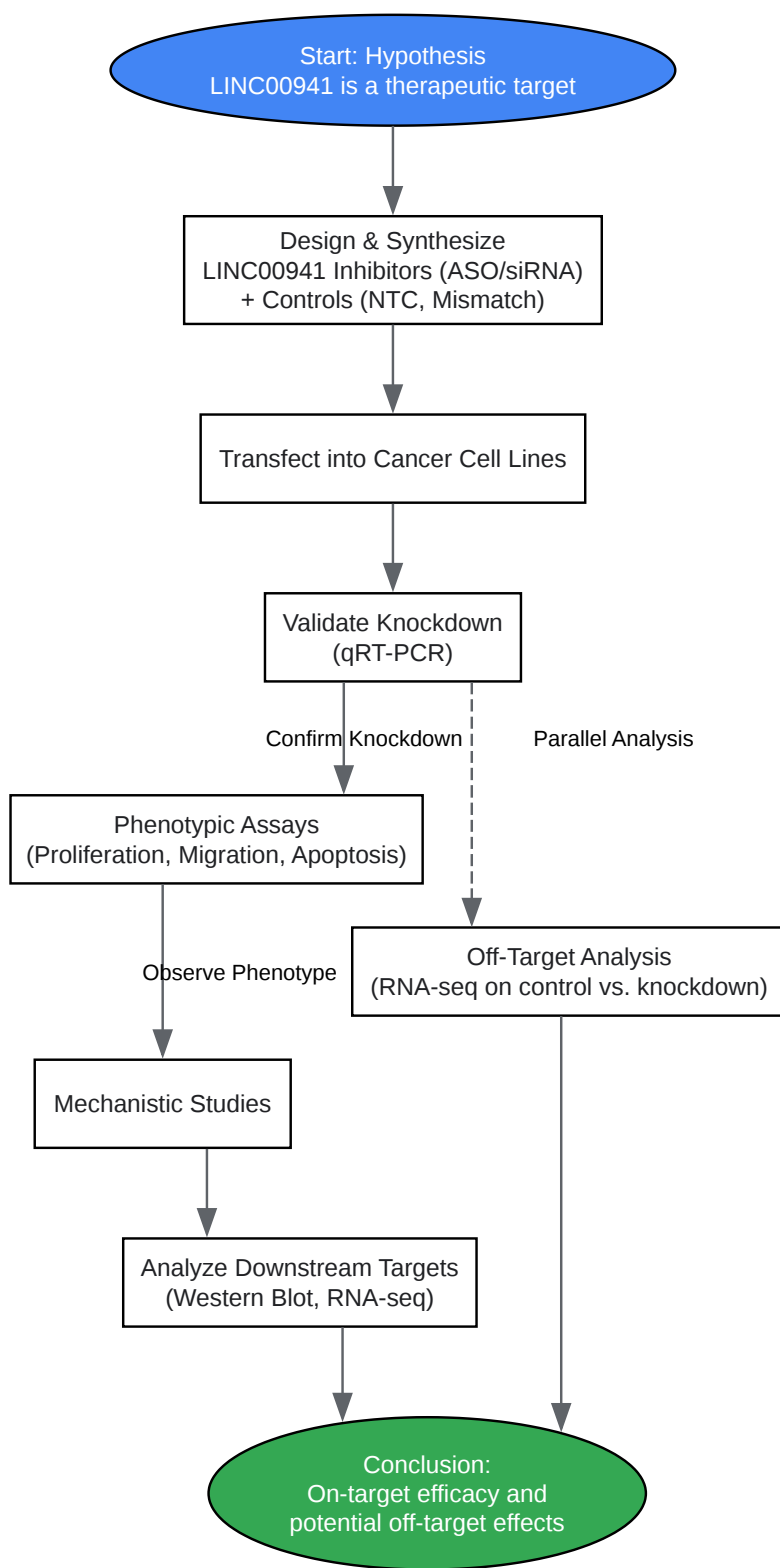 Start: Hypothesis
LINC00941 is a therapeutic target
Design & Synthesize
LINC00941 Inhibitors (ASO/siRNA)
+ Controls (NTC, Mismatch)
Transfect into Cancer Cell Lines
Validate Knockdown
(qRT-PCR)
Confirm Knockdown
Parallel Analysis
Phenotypic Assays
(Proliferation, Migration, Apoptosis)
Off-Target Analysis
(RNA-seq on control vs. knockdown)
Observe Phenotype
Mechanistic Studies
Analyze Downstream Targets
(Western Blot, RNA-seq)
Conclusion:
On-target efficacy and
potential off-target effects